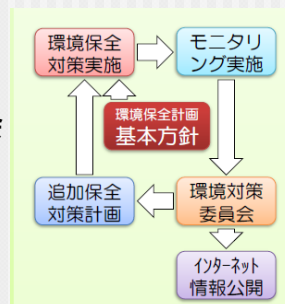 環境保全
対策実施
モニタリ
ング実施
環境保全計画
基本方針
追加保全
対策計画
環境対策
委員会
インターネット
情報公開